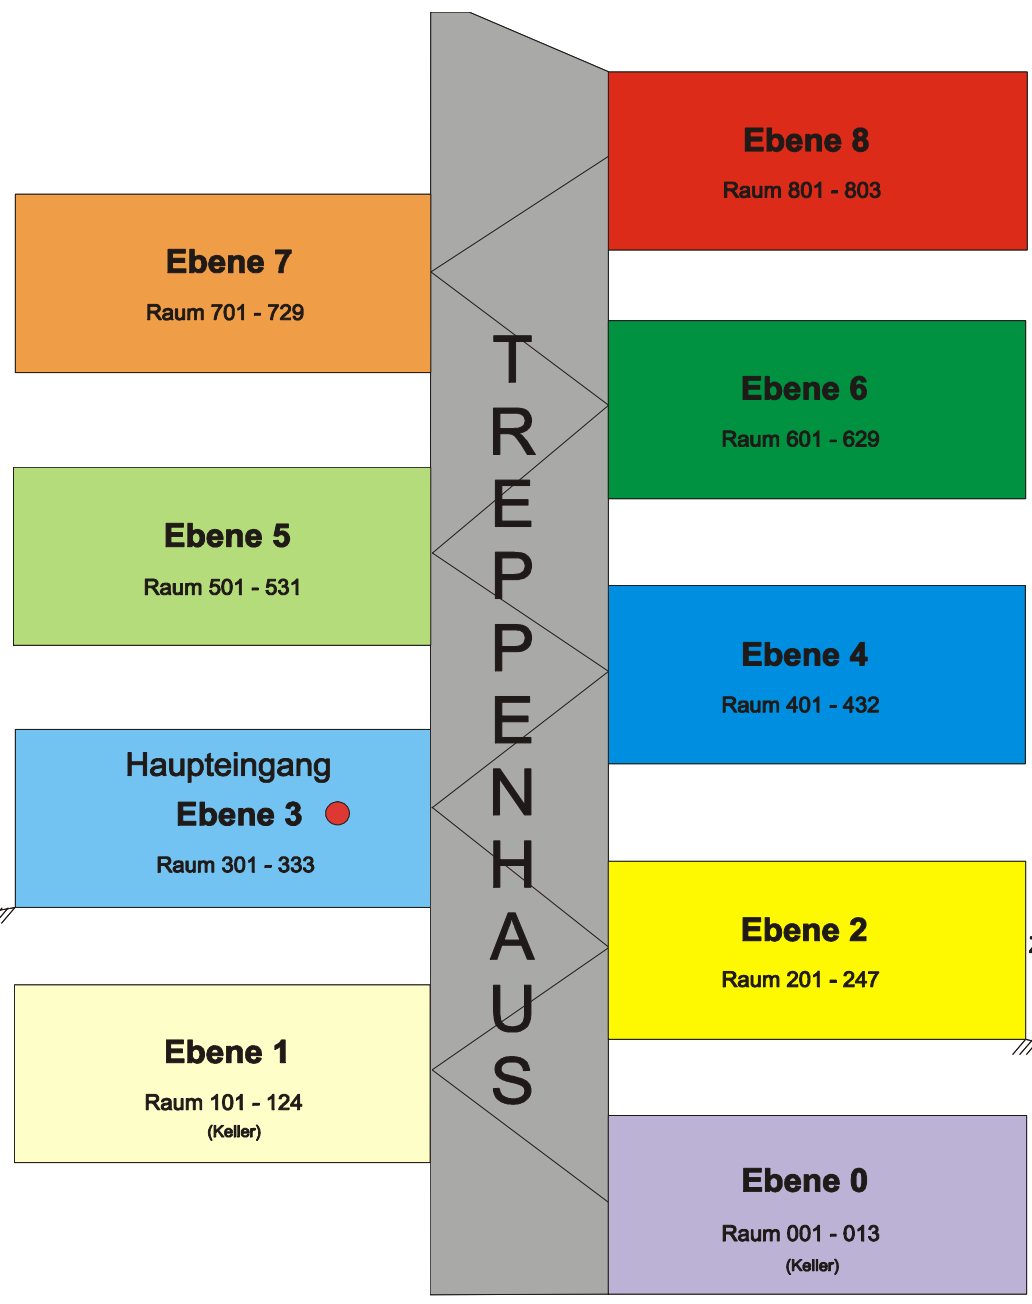 Ebene 8
Raum 801 - 803
Ebene 7
Raum 701 - 729
Ebene 6
Raum 601 - 629
Ebene 5
Raum 501 - 531
Ebene 4
Raum 401 - 432
Haupteingang
Ebene 3
Raum 301 - 333
Ebene 2
Raum 201 - 247
Ebene 1
Raum 101 - 124
(Keller)
Ebene 0
Raum 001 - 013
(Keller)
TREPPENHAUS